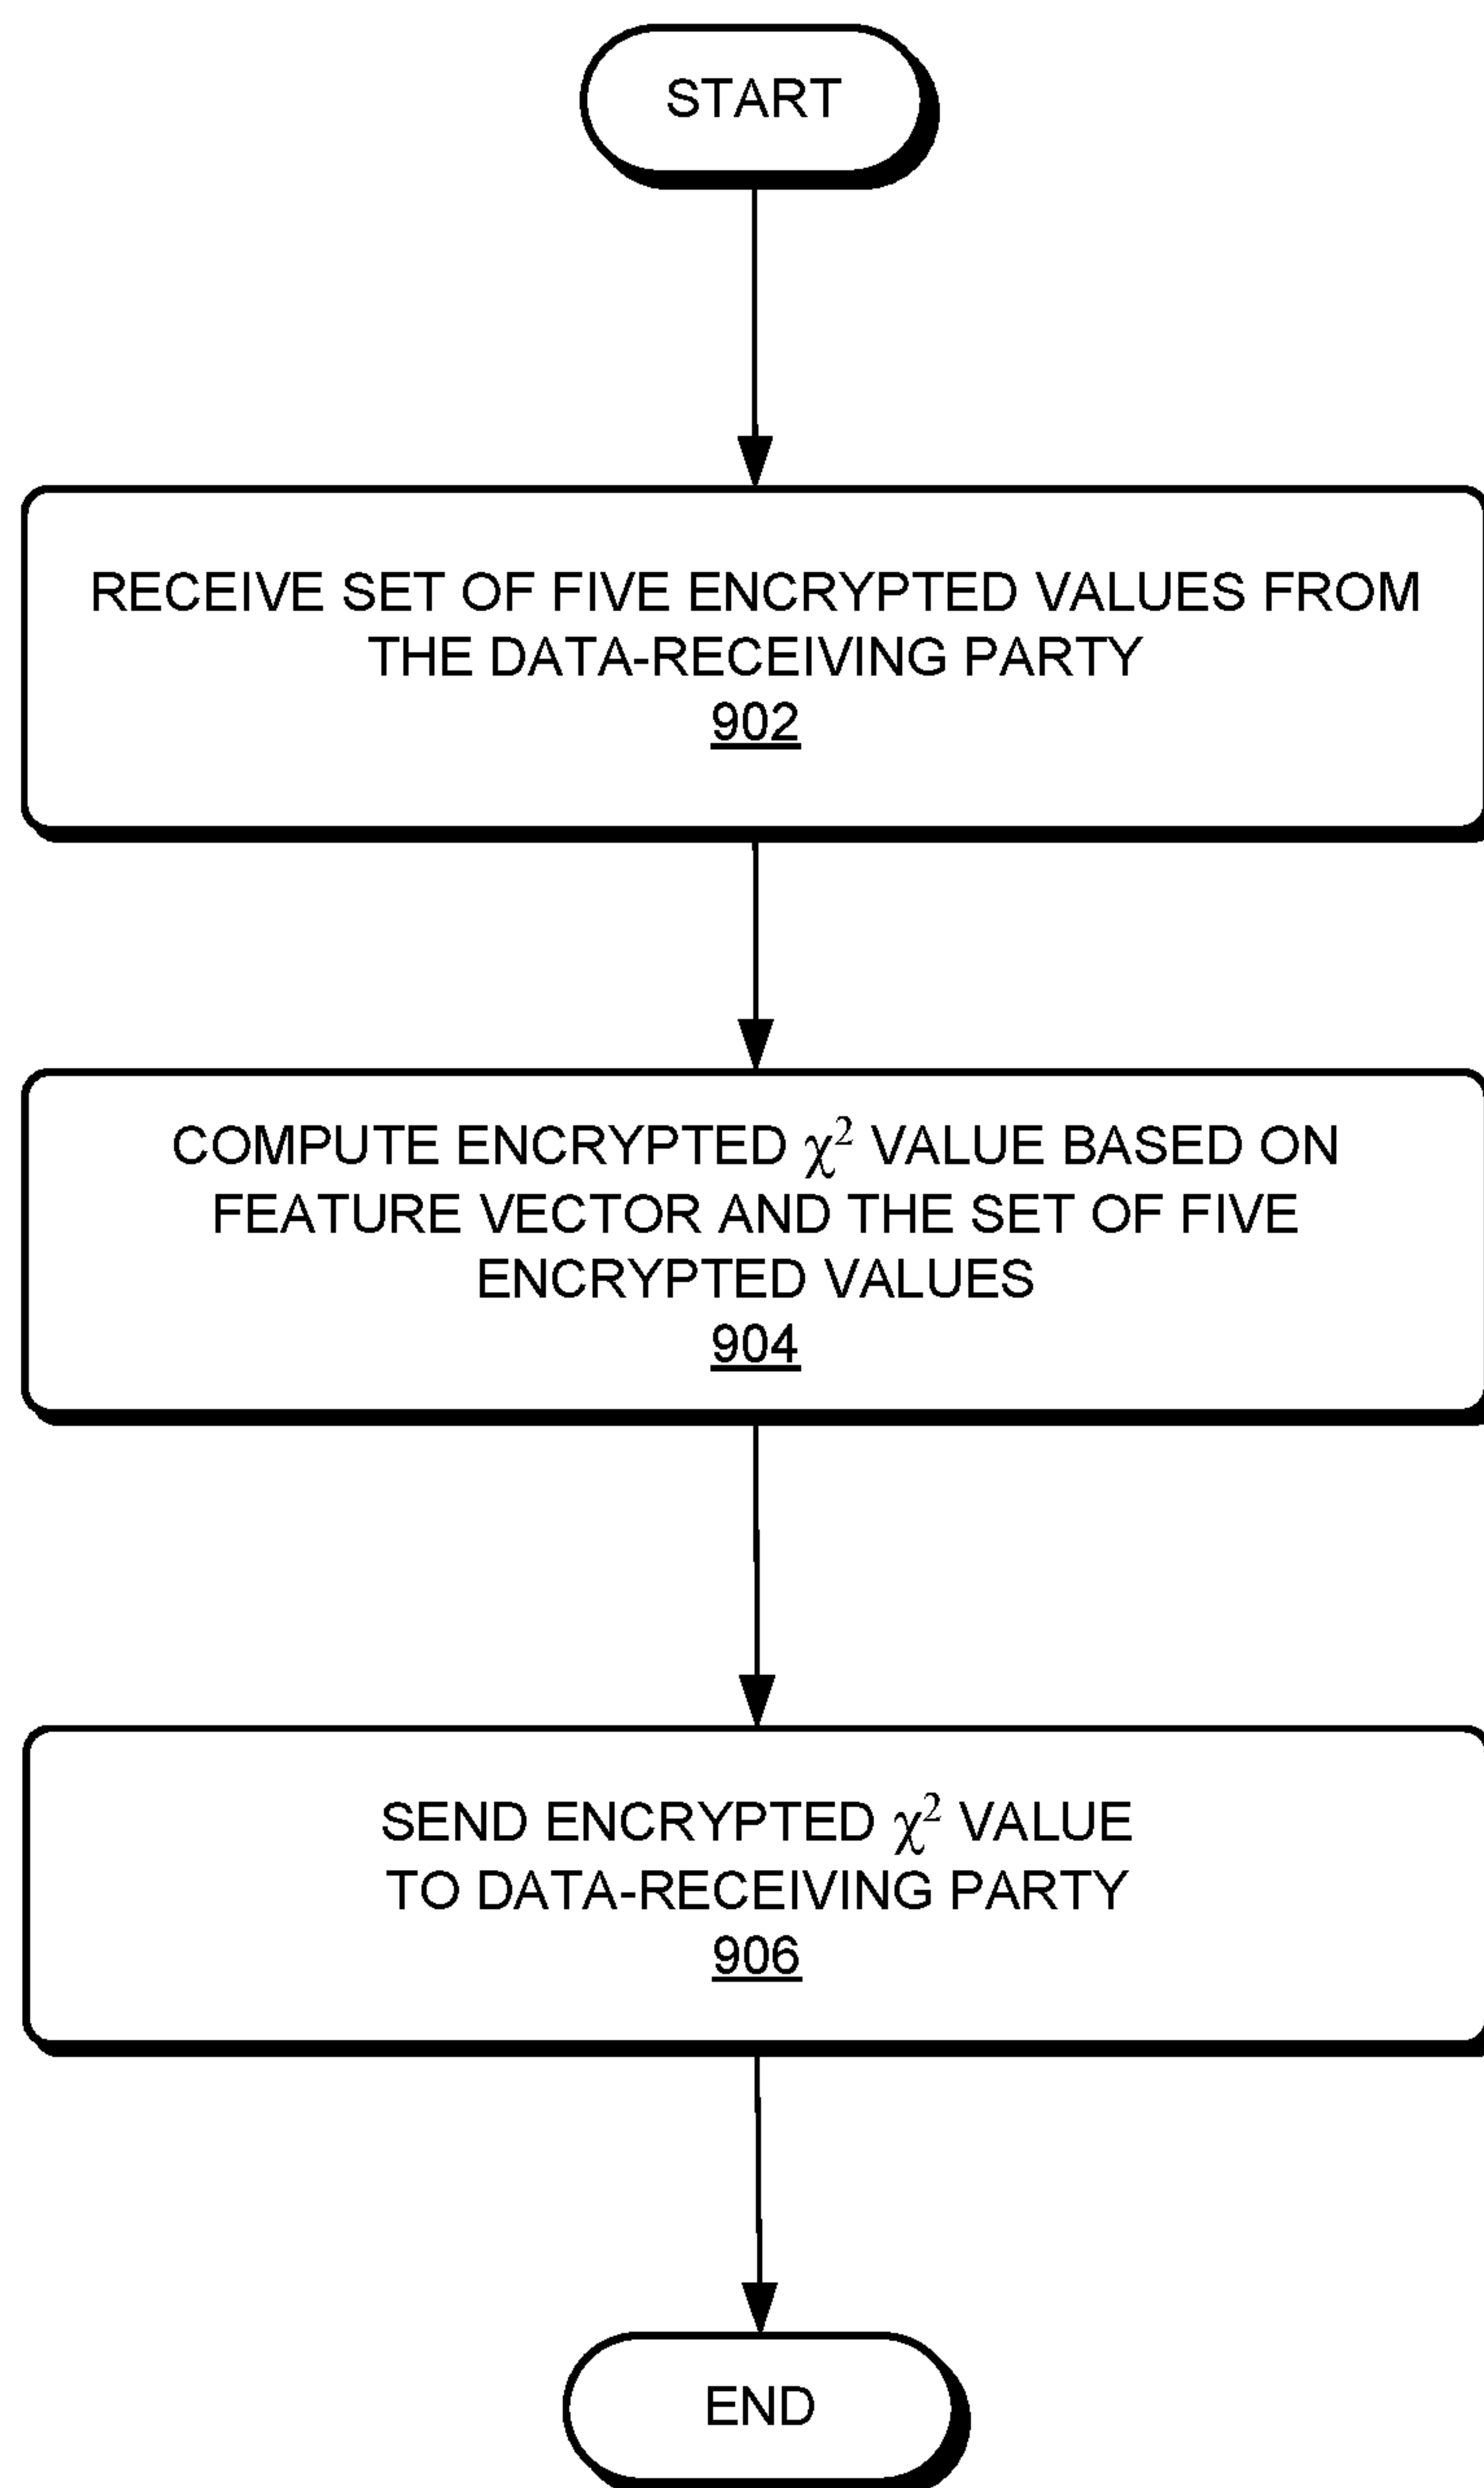 START
RECEIVE SET OF FIVE ENCRYPTED VALUES FROM
THE DATA-RECEIVING PARTY
902
COMPUTE ENCRYPTED χ² VALUE BASED ON
FEATURE VECTOR AND THE SET OF FIVE
ENCRYPTED VALUES
904
SEND ENCRYPTED χ² VALUE
TO DATA-RECEIVING PARTY
906
END